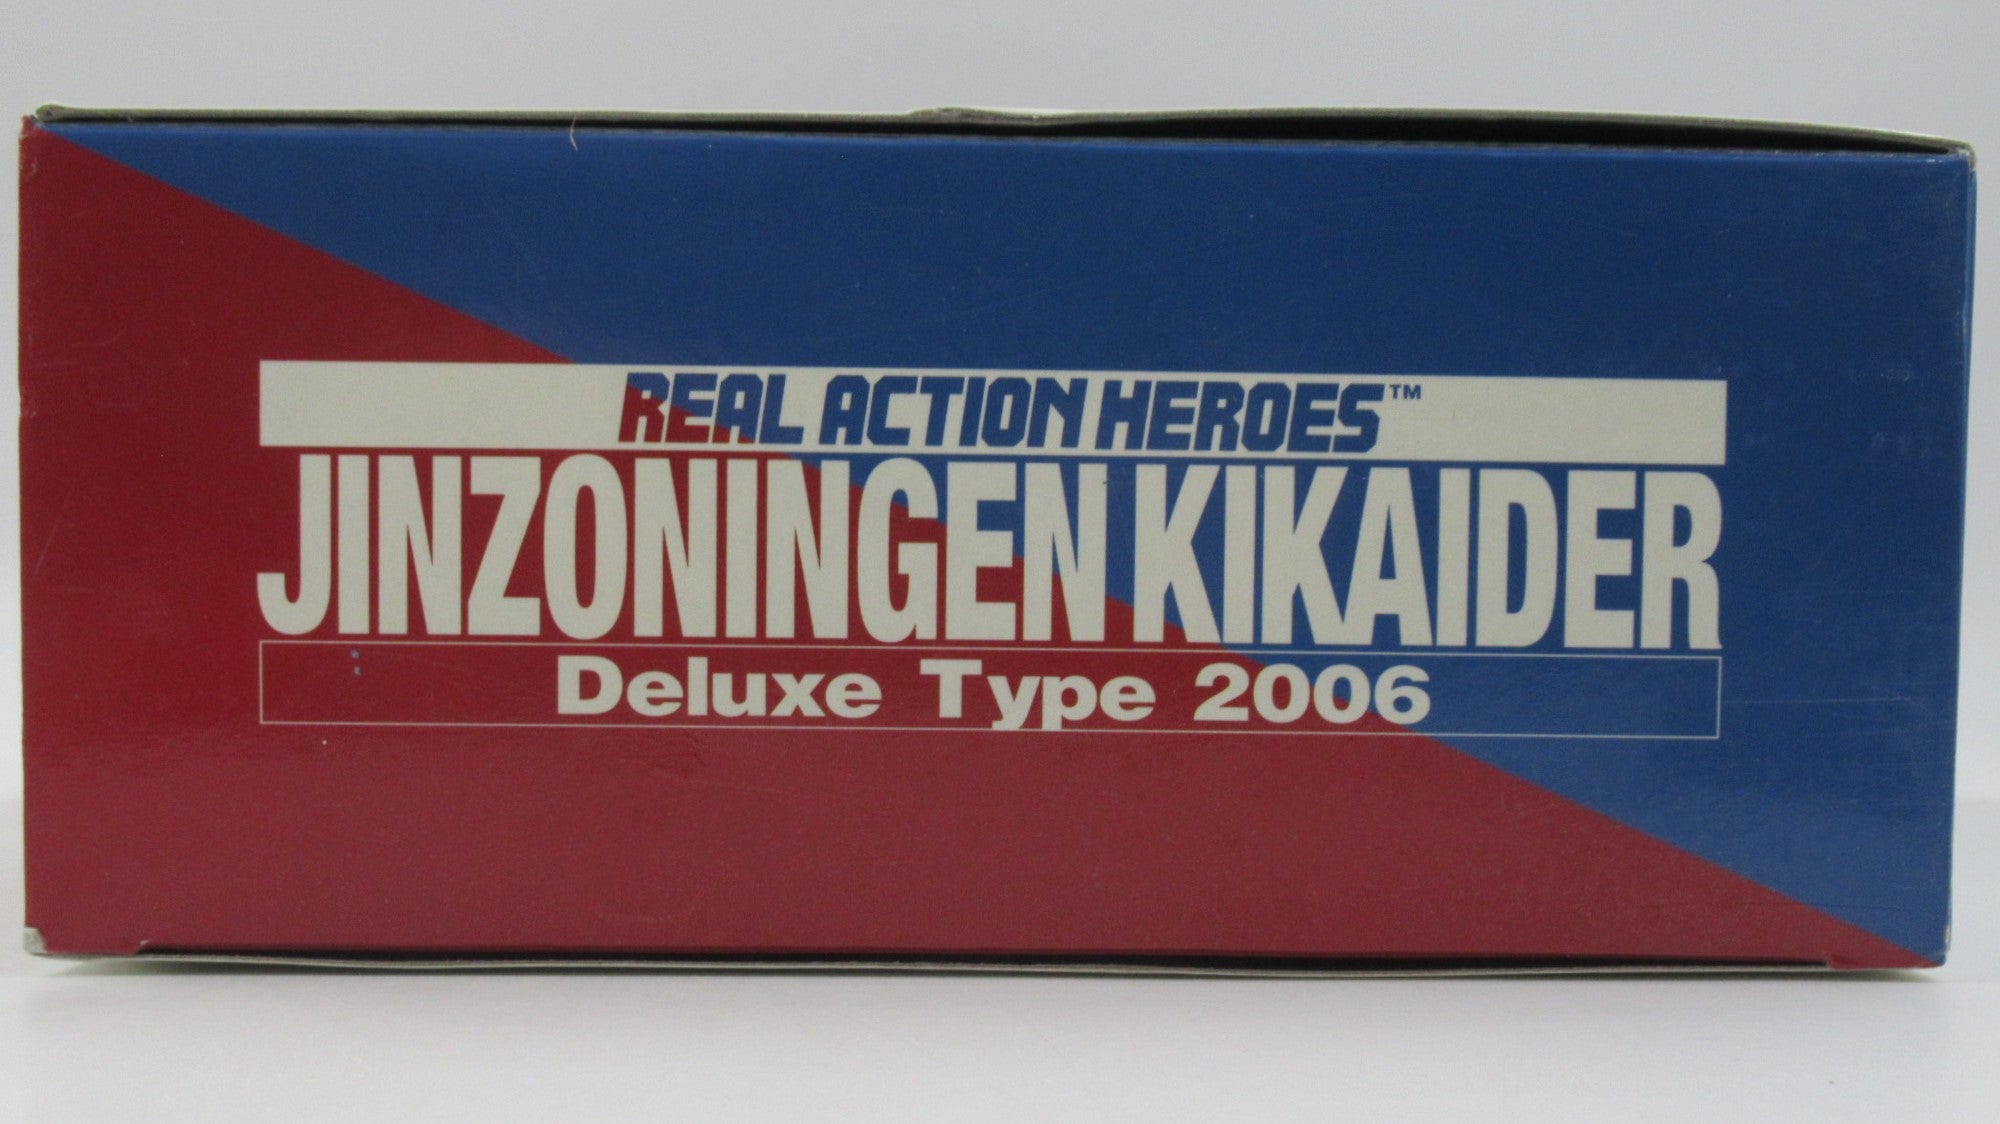 REAL ACTION HEROES™
JINZONINGEN KIKAIDER
Deluxe Type 2006